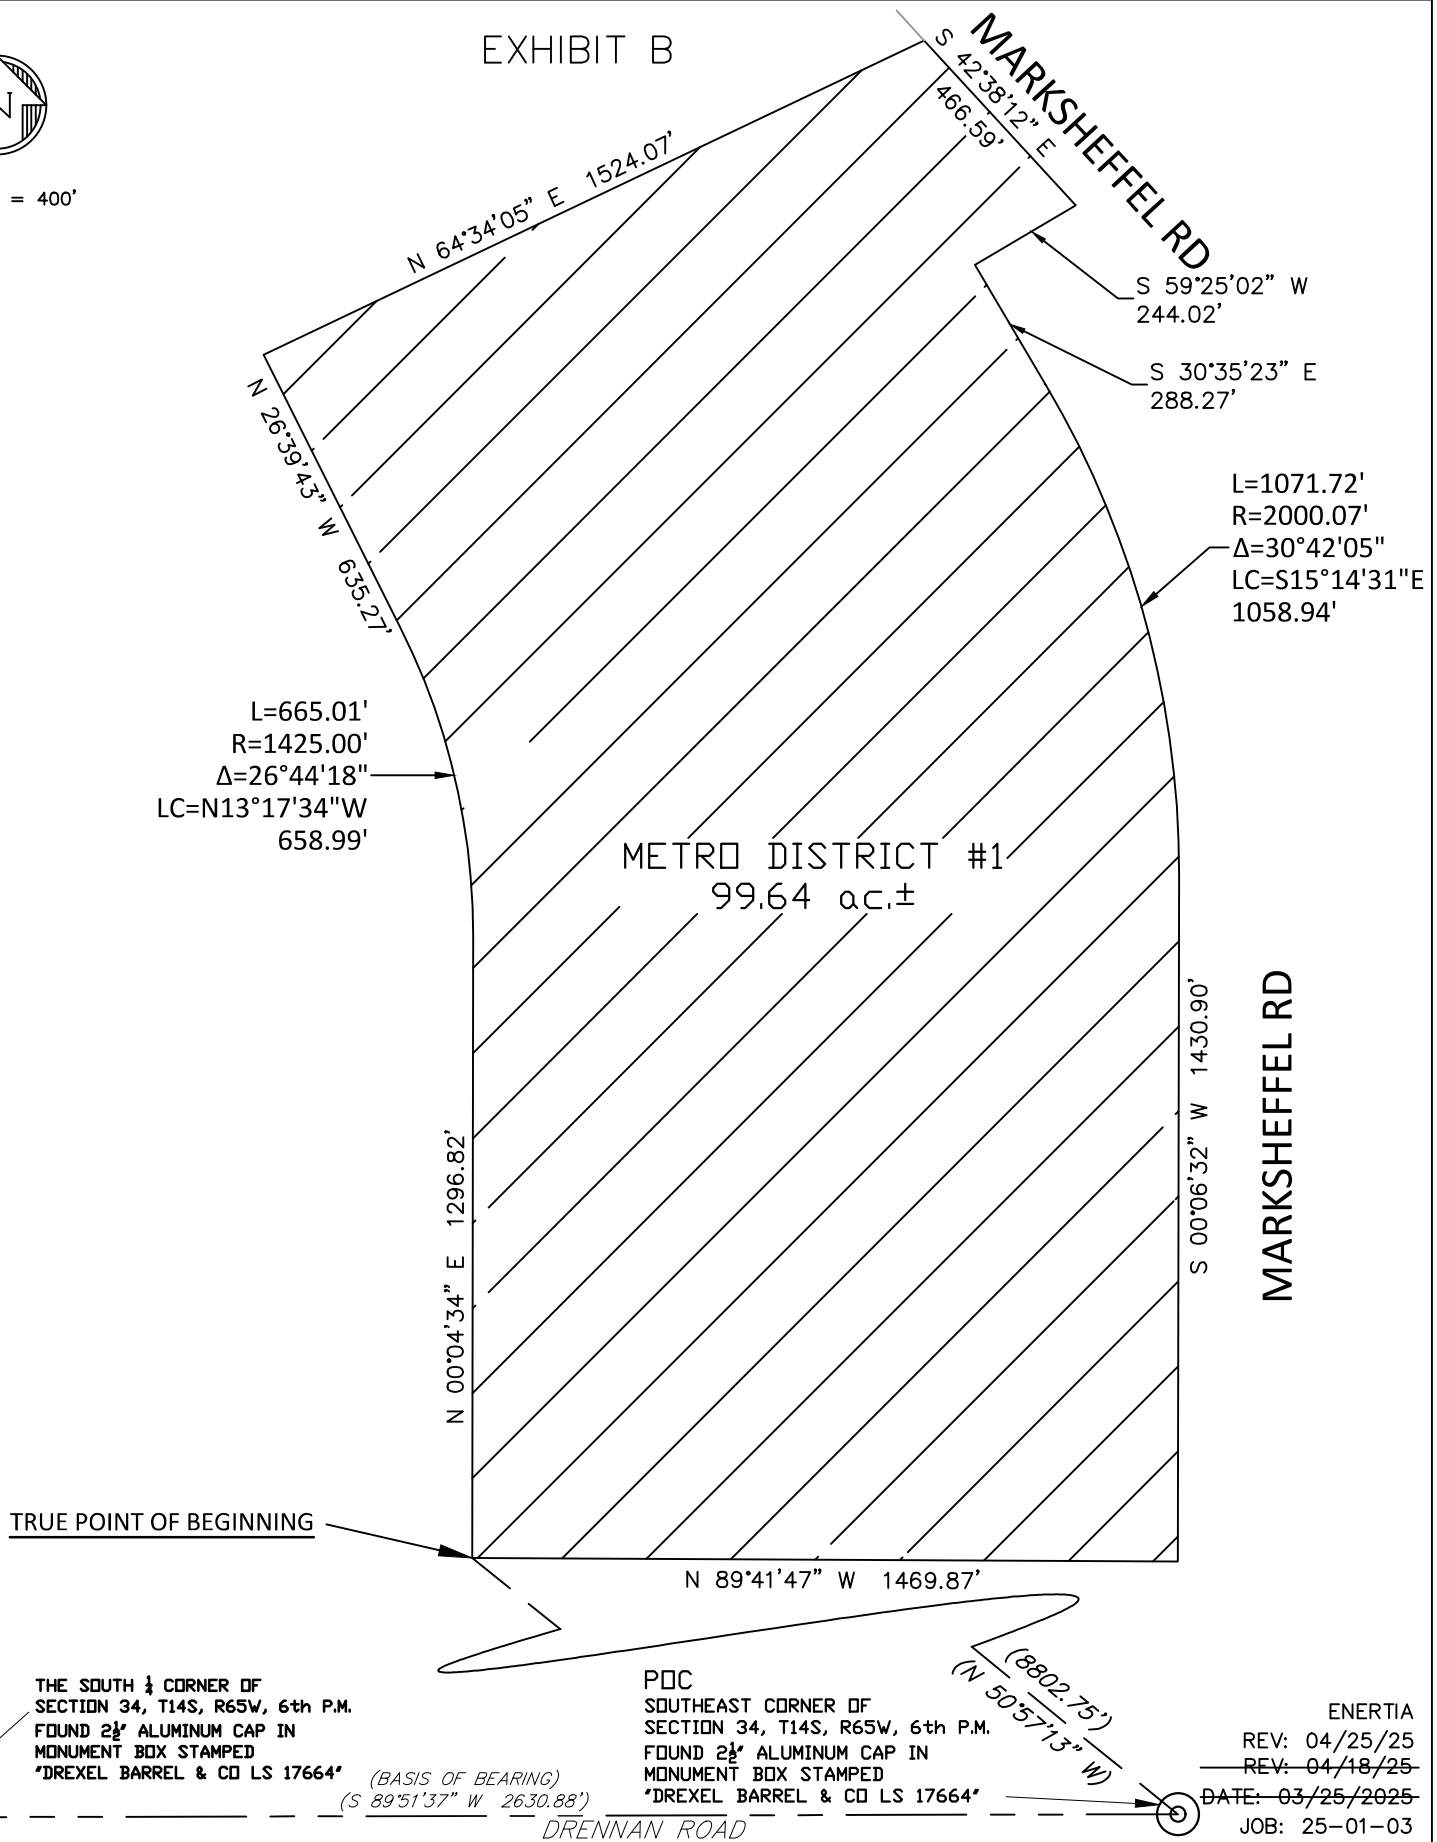 EXHIBIT B
N
= 400'
MARKSHEFFEL RD
S 42°38'12" E
466.59'
N 64°34'05" E 1524.07'
S 59°25'02" W
244.02'
S 30°35'23" E
288.27'
N 26°39'43" W 635.27'
L=1071.72'
R=2000.07'
Δ=30°42'05"
LC=S15°14'31"E
1058.94'
L=665.01'
R=1425.00'
Δ=26°44'18"
LC=N13°17'34"W
658.99'
METRO DISTRICT #1
99.64 ac.±
N 00°04'34" E 1296.82'
S 00°06'32" W 1430.90'
MARKSHEFFEL RD
TRUE POINT OF BEGINNING
N 89°41'47" W 1469.87'
THE SOUTH 1/4 CORNER OF
SECTION 34, T14S, R65W, 6th P.M.
FOUND 2 1/2" ALUMINUM CAP IN
MONUMENT BOX STAMPED
"DREXEL BARREL & CO LS 17664"
(BASIS OF BEARING)
(S 89°51'37" W 2630.88')
DRENNAN ROAD
POC
SOUTHEAST CORNER OF
SECTION 34, T14S, R65W, 6th P.M.
FOUND 2 1/2" ALUMINUM CAP IN
MONUMENT BOX STAMPED
"DREXEL BARREL & CO LS 17664"
(8802.75')
(N 50°57'13" W)
ENERTIA
REV: 04/25/25
REV: 04/18/25
DATE: 03/25/2025
JOB: 25-01-03